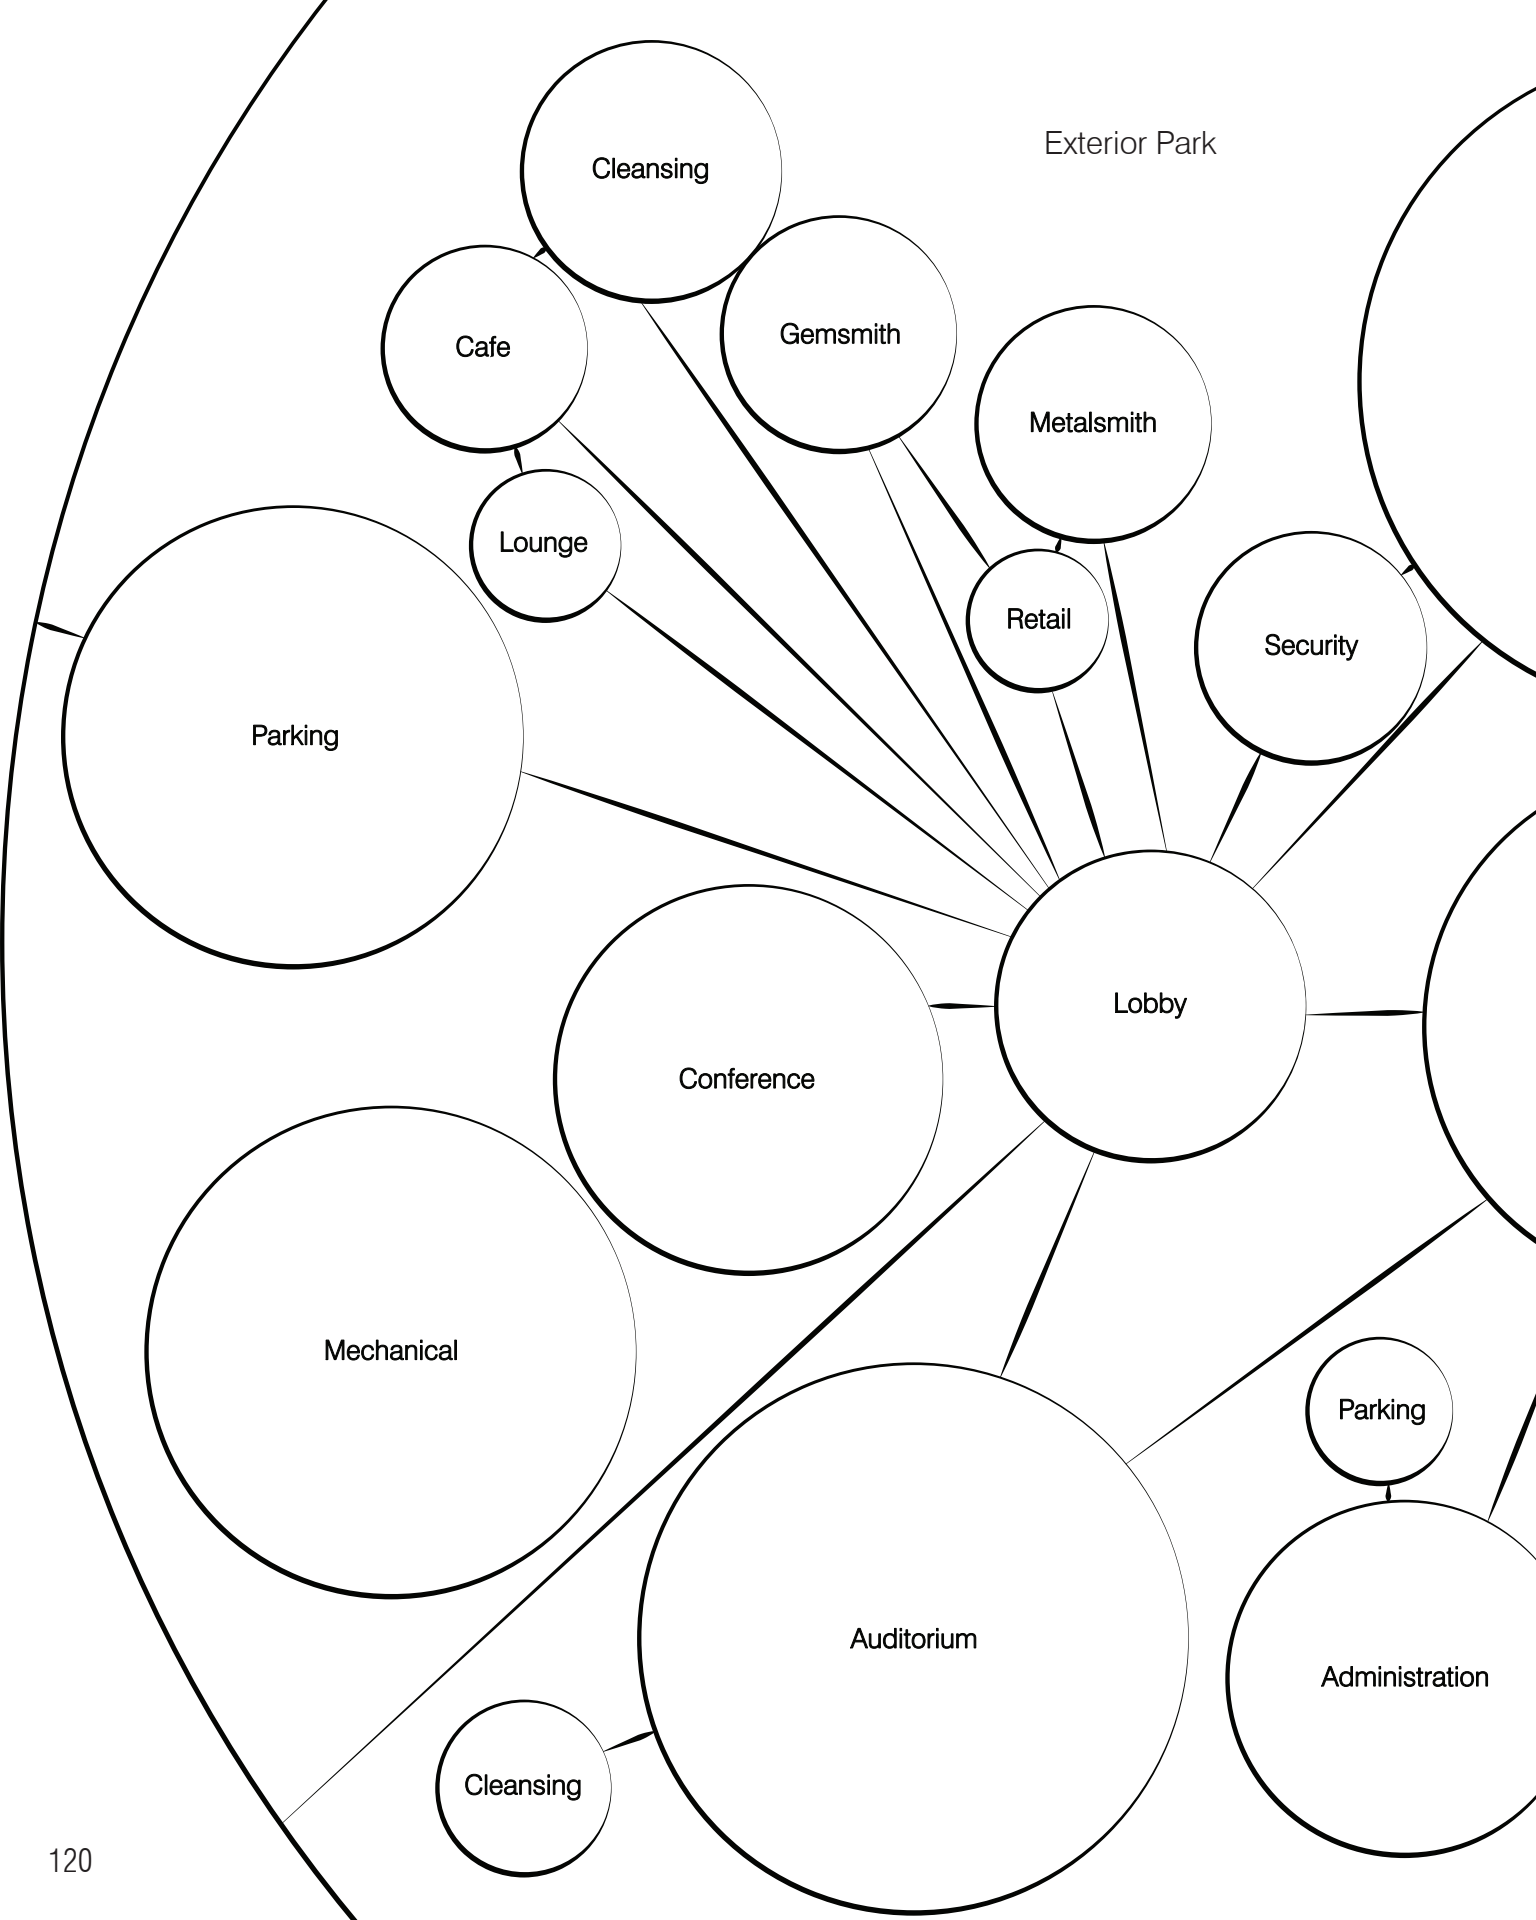 Exterior Park
Cleansing
Gemsmith
Cafe
Metalsmith
Lounge
Retail
Security
Parking
Lobby
Conference
Mechanical
Parking
Auditorium
Administration
Cleansing
120